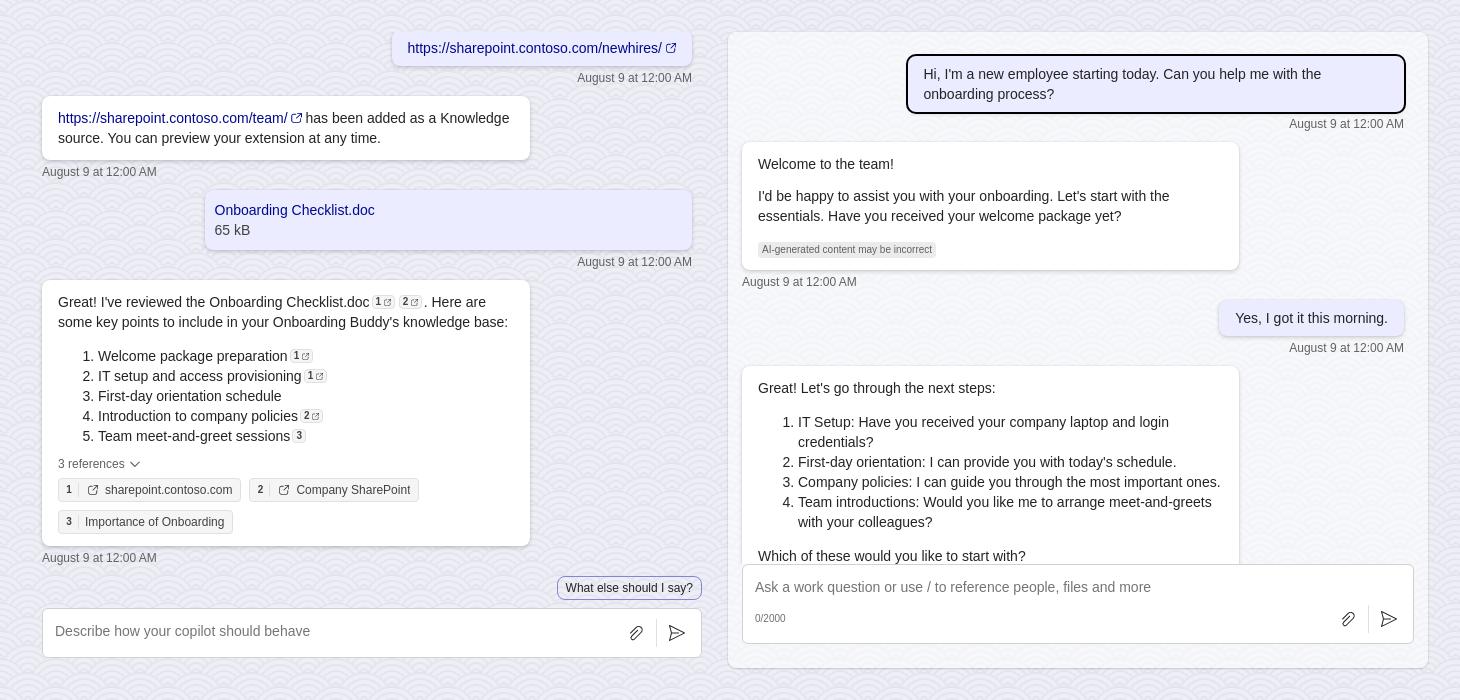 https://sharepoint.contoso.com/newhires/
August 9 at 12:00 AM
https://sharepoint.contoso.com/team/ has been added as a Knowledge
source. You can preview your extension at any time.
August 9 at 12:00 AM
Onboarding Checklist.doc
65 kB
August 9 at 12:00 AM
Great! I've reviewed the Onboarding Checklist.doc 1 2 . Here are
some key points to include in your Onboarding Buddy's knowledge base:
1. Welcome package preparation 1
2. IT setup and access provisioning 1
3. First-day orientation schedule
4. Introduction to company policies 2
5. Team meet-and-greet sessions 3
3 references
1 sharepoint.contoso.com 2 Company SharePoint
3 Importance of Onboarding
August 9 at 12:00 AM
What else should I say?
Describe how your copilot should behave
Hi, I'm a new employee starting today. Can you help me with the
onboarding process?
August 9 at 12:00 AM
Welcome to the team!
I'd be happy to assist you with your onboarding. Let's start with the
essentials. Have you received your welcome package yet?
AI-generated content may be incorrect
August 9 at 12:00 AM
Yes, I got it this morning.
August 9 at 12:00 AM
Great! Let's go through the next steps:
1. IT Setup: Have you received your company laptop and login
credentials?
2. First-day orientation: I can provide you with today's schedule.
3. Company policies: I can guide you through the most important ones.
4. Team introductions: Would you like me to arrange meet-and-greets
with your colleagues?
Which of these would you like to start with?
Ask a work question or use / to reference people, files and more
0/2000